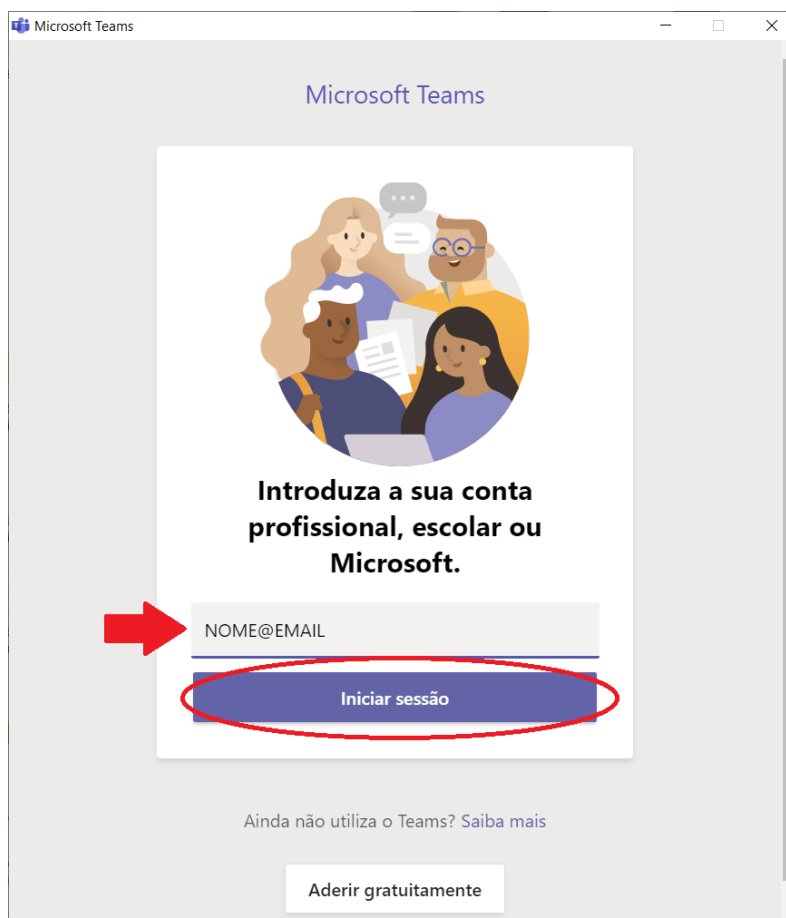 Microsoft Teams
Microsoft Teams
Introduza a sua conta
profissional, escolar ou
Microsoft.
NOME@EMAIL
Iniciar sessão
Ainda não utiliza o Teams? Saiba mais
Aderir gratuitamente